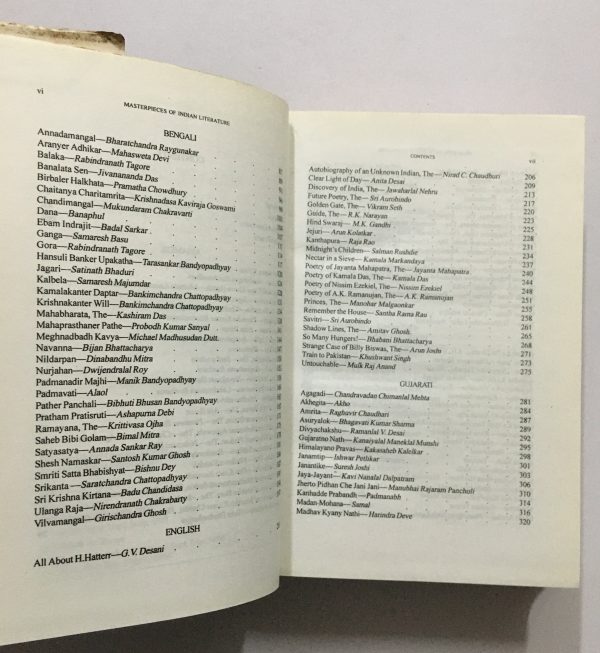 vi
MASTERPIECES OF INDIAN LITERATURE
BENGALI
Annadamangal—Bharatchandra Raygunakar
Aranyer Adhikar—Mahasweta Devi
Balaka—Rabindranath Tagore
Banalata Sen—Jivanananda Das
Birbaler Halkhata—Pramatha Chowdhury
Chaitanya Charitamrita—Krishnadasa Kaviraja Goswami
Chandimangal—Mukundaram Chakravarti
Dana—Banaphul
Ebam Indrajit—Badal Sarkar
Ganga—Samaresh Basu
Gora—Rabindranath Tagore
Hansuli Banker Upakatha—Tarasankar Bandyopadhyay
Jagari—Satinath Bhaduri
Kalbela—Samaresh Majumdar
Kamalakanter Daptar—Bankimchandra Chattopadhyay
Krishnakanter Will—Bankimchandra Chattopadhyay
Mahabharata, The—Kashiram Das
Mahaprasthaner Pathe—Probodh Kumar Sanyal
Meghnadbadh Kavya—Michael Madhusudan Dutt
Navanna—Bijan Bhattacharya
Nildarpan—Dinabandhu Mitra
Nurjahan—Dwijendralal Roy
Padmanadir Majhi—Manik Bandyopadhyay
Padmavati—Alaol
Pather Panchali—Bibhuti Bhusan Bandyopadhyay
Pratham Pratisruti—Ashapurna Debi
Ramayana, The—Krittivasa Ojha
Saheb Bibi Golam—Bimal Mitra
Satyasatya—Annada Sankar Ray
Shesh Namaskar—Santosh Kumar Ghosh
Smriti Satta Bhabishyat—Bishnu Dey
Srikanta—Saratchandra Chattopadhyay
Sri Krishna Kirtana—Badu Chandidasa
Ulanga Raja—Nirendranath Chakrabarty
Vilvamangal—Girischandra Ghosh
ENGLISH
All About H.Hatterr—G.V. Desani
CONTENTS vii
Autobiography of an Unknown Indian, The—Nirad C. Chaudhuri 206
Clear Light of Day—Anita Desai 209
Discovery of India, The—Jawaharlal Nehru 213
Future Poetry, The—Sri Aurobindo 217
Golden Gate, The—Vikram Seth 220
Guide, The—R.K. Narayan 223
Hind Swaraj—M.K. Gandhi 225
Jejuri—Arun Kolatkar 228
Kanthapura—Raja Rao 231
Midnight's Children—Salman Rushdie 234
Nectar in a Sieve—Kamala Markandaya 237
Poetry of Jayanta Mahapatra, The—Jayanta Mahapatra 240
Poetry of Kamala Das—Kamala Das 244
Poetry of Nissim Ezekiel—Nissim Ezekiel 248
Poetry of A.K. Ramanujan, The—A.K. Ramanujan 251
Princes, The—Manohar Malgaonkar 255
Remember the House—Santha Rama Rau 258
Savitri—Sri Aurobindo 261
Shadow Lines, The—Amitav Ghosh 265
So Many Hungers!—Bhabani Bhattacharya 268
Strange Case of Billy Biswas, The—Arun Joshi 271
Train to Pakistan—Khushwant Singh 273
Untouchable—Mulk Raj Anand 275
GUJARATI
Agagadi—Chandravadan Chimanlal Mehta 281
Akhegita—Akho 284
Amrita—Raghuvir Chaudhari 287
Asuryalok—Bhagavati Kumar Sharma 289
Divyachakshu—Ramanlal V. Desai 292
Gujaratno Nath—Kanaiyalal Maneklal Munshi 295
Himalayano Pravas—Kakasaheb Kalelkar 298
Janamtip—Ishwar Petlikar 301
Janantike—Suresh Joshi 303
Jaya-Jayant—Kavi Nanalal Dalpatram 306
Jherto Pidhan Che Jani Jani—Manubhai Rajaram Pancholi 310
Kanhadde Prabandh—Padmanabh 314
Madan-Mohana—Samal 316
Madhav Kyany Nathi—Harindra Deve 320